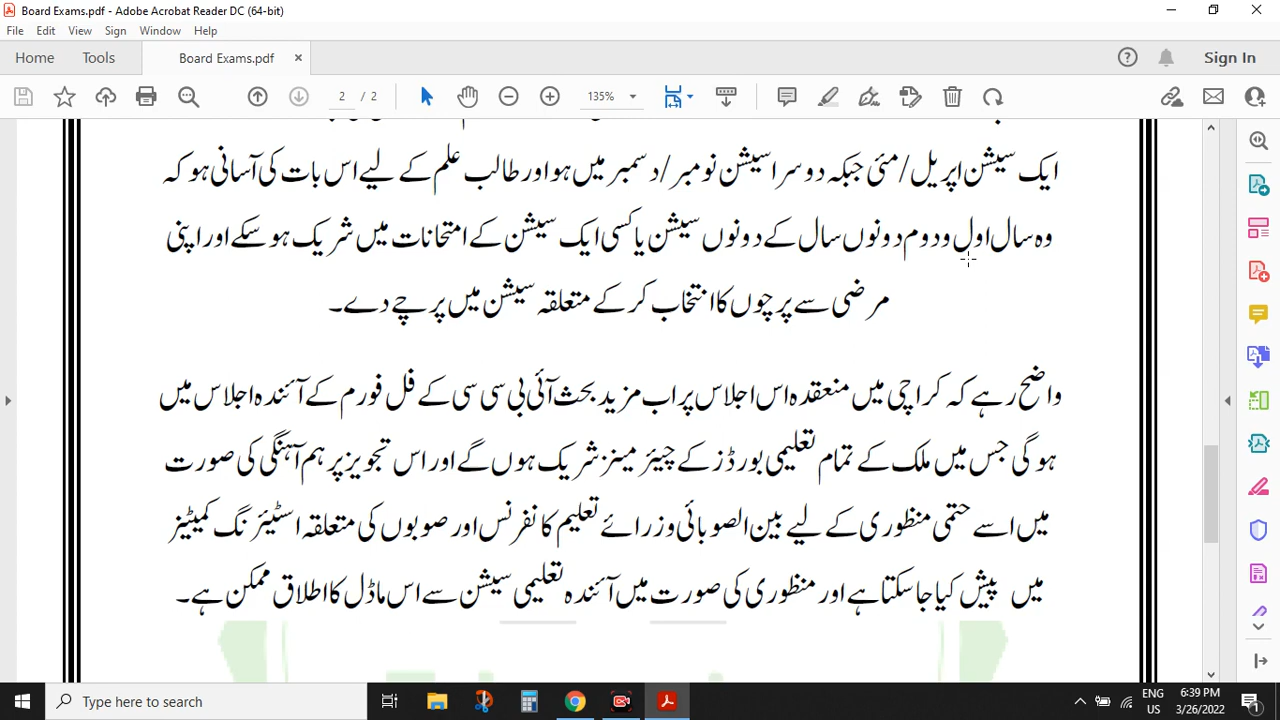 Board Exams.pdf - Adobe Acrobat Reader DC (64-bit)
File Edit View Sign Window Help
Home Tools Board Exams.pdf × Sign In
2 / 2 135%
ایک سیشن اپریل/مئی جبکہ دوسرا سیشن نومبر/دسمبر میں ہو اور طالب علم کے لیے اس بات کی آسانی ہو کہ
وہ سال اول و دوم دونوں سال کے دونوں سیشن یا کسی ایک سیشن کے امتحانات میں شریک ہو سکے اور اپنی
مرضی سے پرچوں کا انتخاب کر کے متعلقہ سیشن میں پرچے دے۔
واضح رہے کہ کراچی میں منعقدہ اس اجلاس پر اب مزید بحث آئی بی سی سی کے فل فورم کے آئندہ اجلاس میں
ہوگی جس میں ملک کے تمام تعلیمی بورڈز کے چیئرمینز شریک ہوں گے اور اس تجویز پر ہم آہنگی کی صورت
میں اسے حتمی منظوری کے لیے بین الصوبائی وزرائے تعلیم کانفرنس اور صوبوں کی متعلقہ اسٹیئرنگ کمیٹیز
میں پیش کیا جا سکتا ہے اور منظوری کی صورت میں آئندہ تعلیمی سیشن سے اس ماڈل کا اطلاق ممکن ہے۔
Type here to search
ENG
US
6:39 PM
3/26/2022